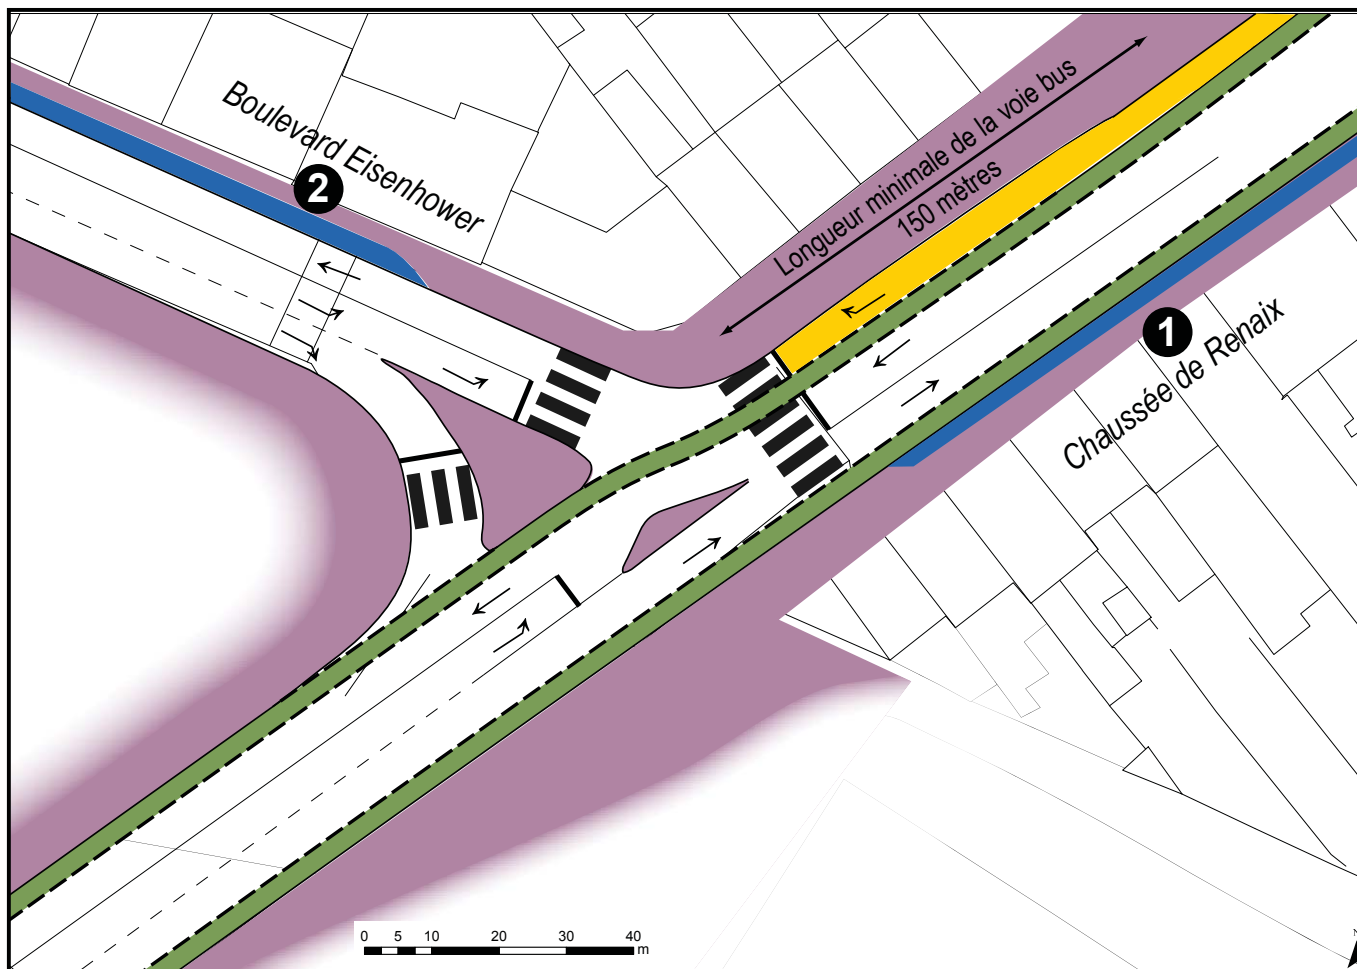 Boulevard Eisenhower
2
Longueur minimale de la voie bus
150 mètres
1
Chaussée de Renaix
0 5 10 20 30 40
m